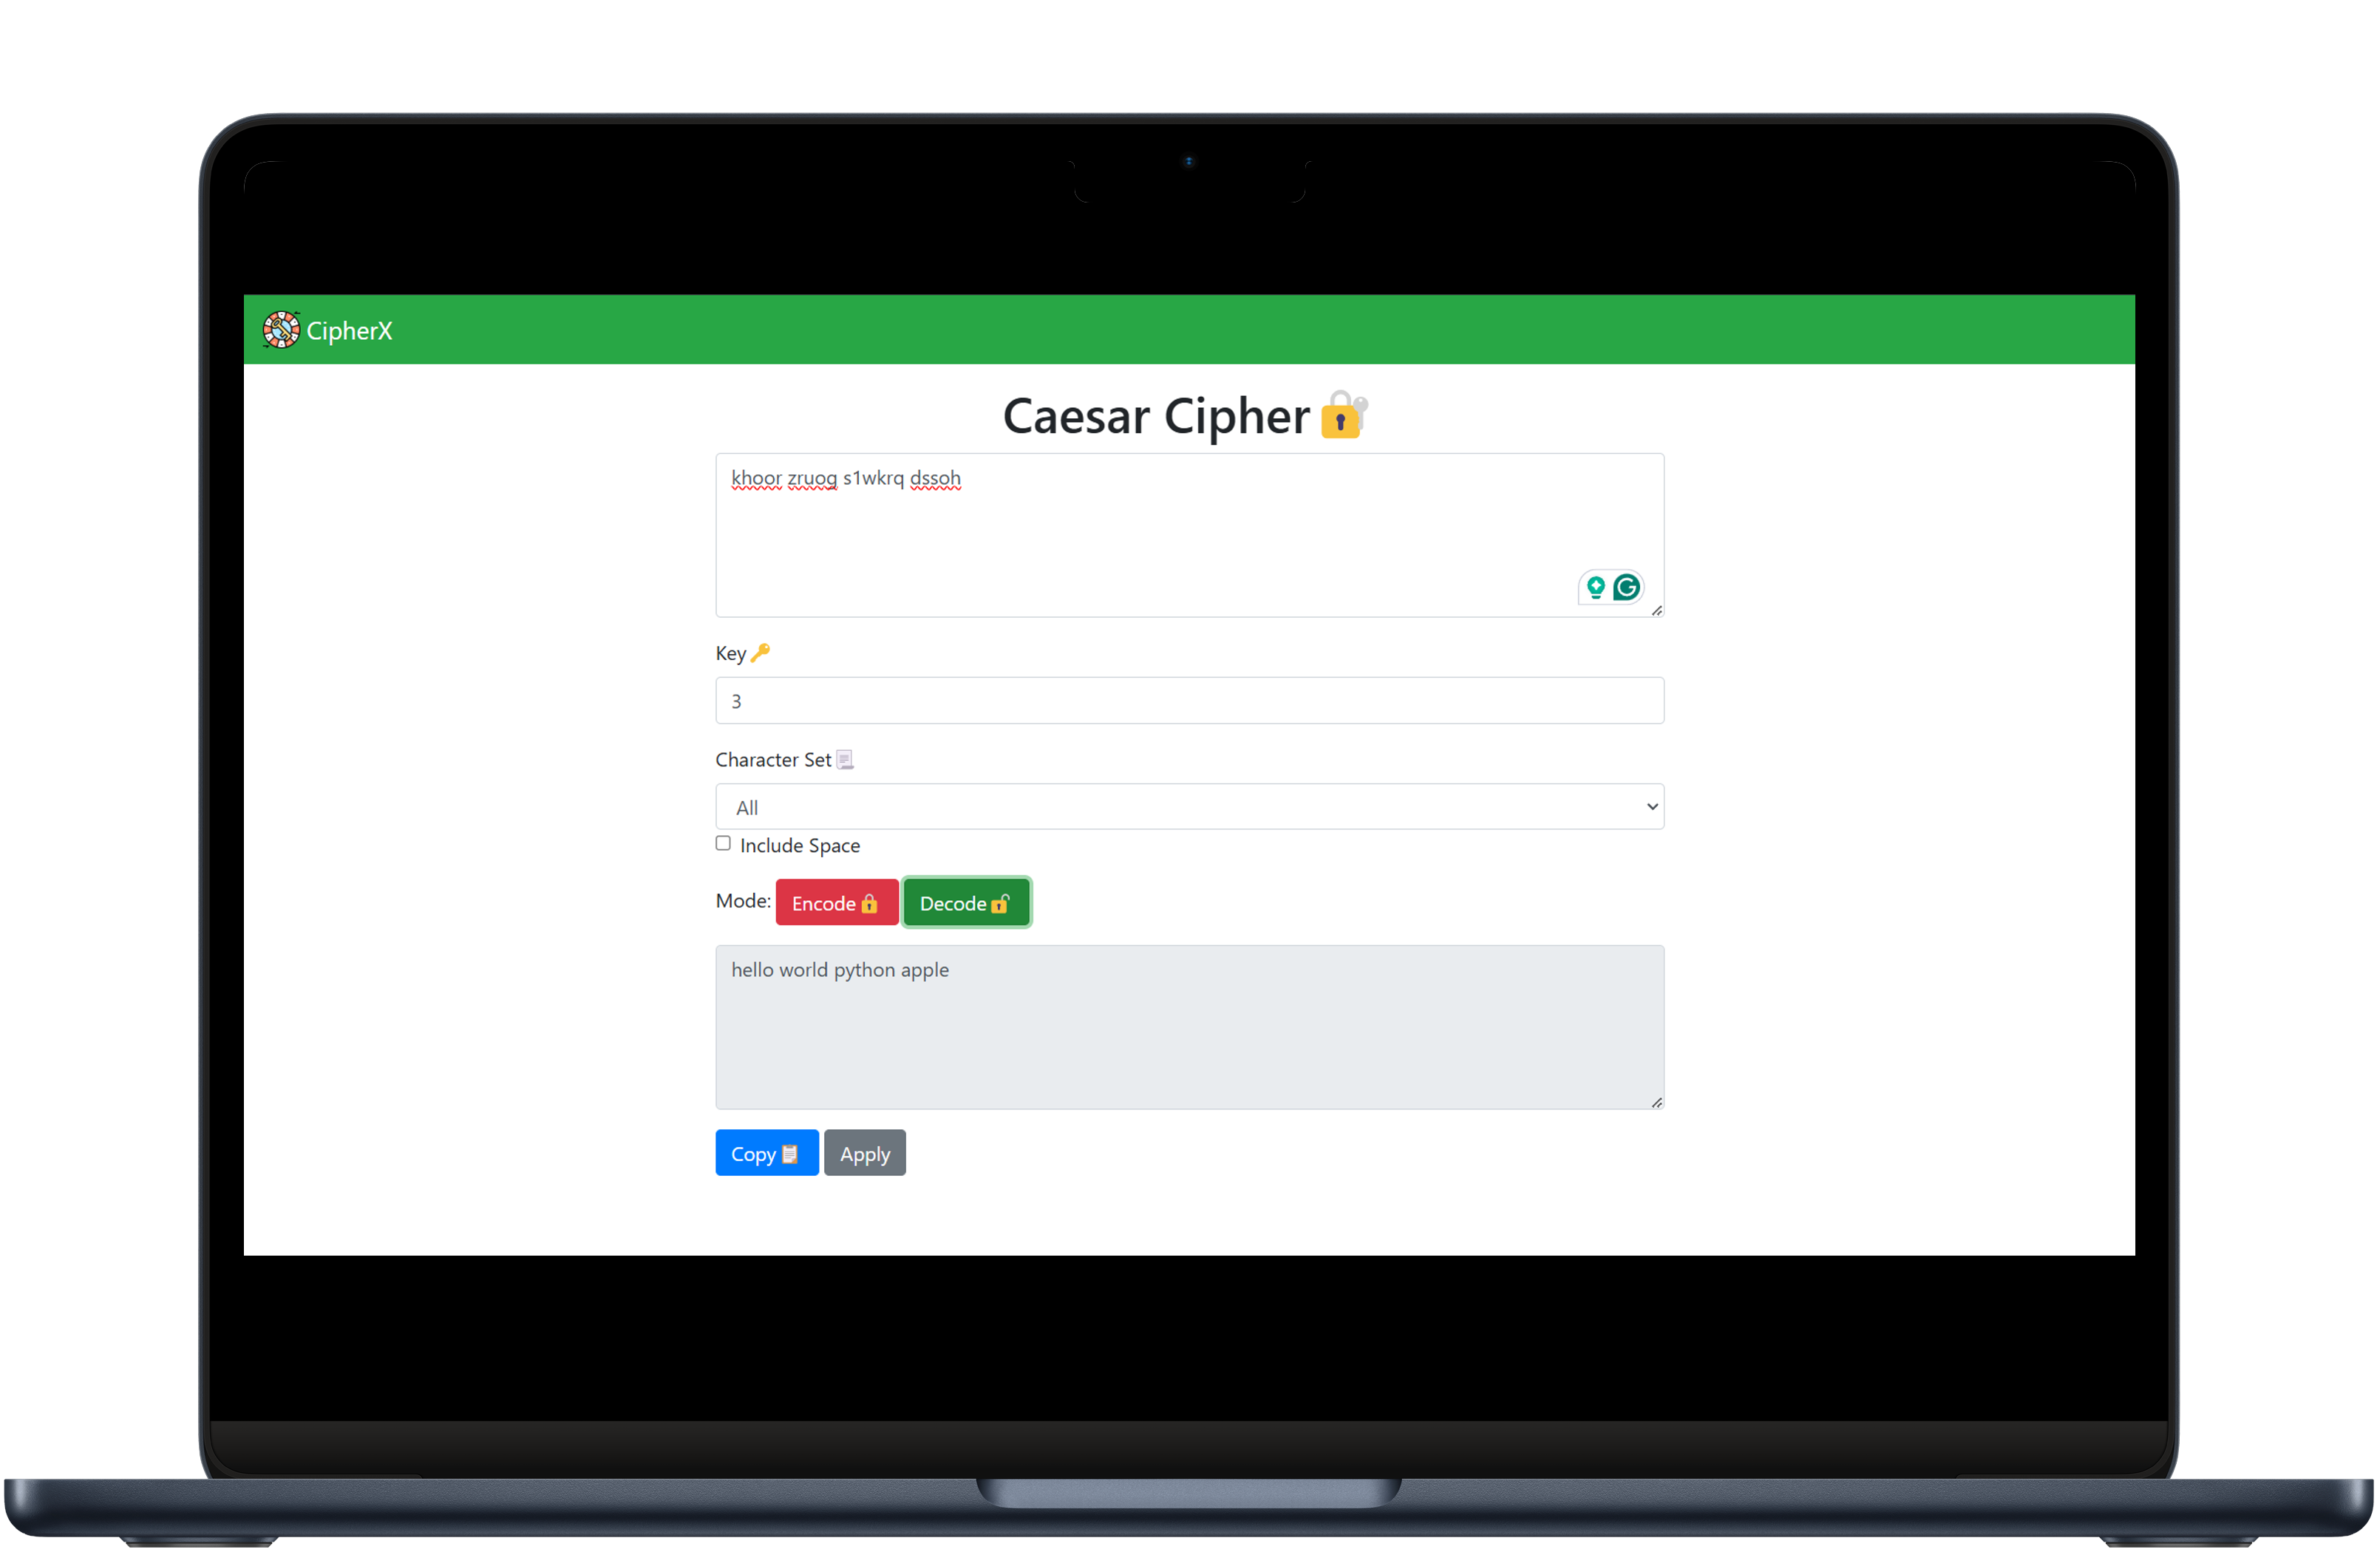 CipherX
Caesar Cipher
khoor zruog s1wkrq dssoh
Key
3
Character Set
All
Include Space
Mode: Encode Decode
hello world python apple
Copy Apply